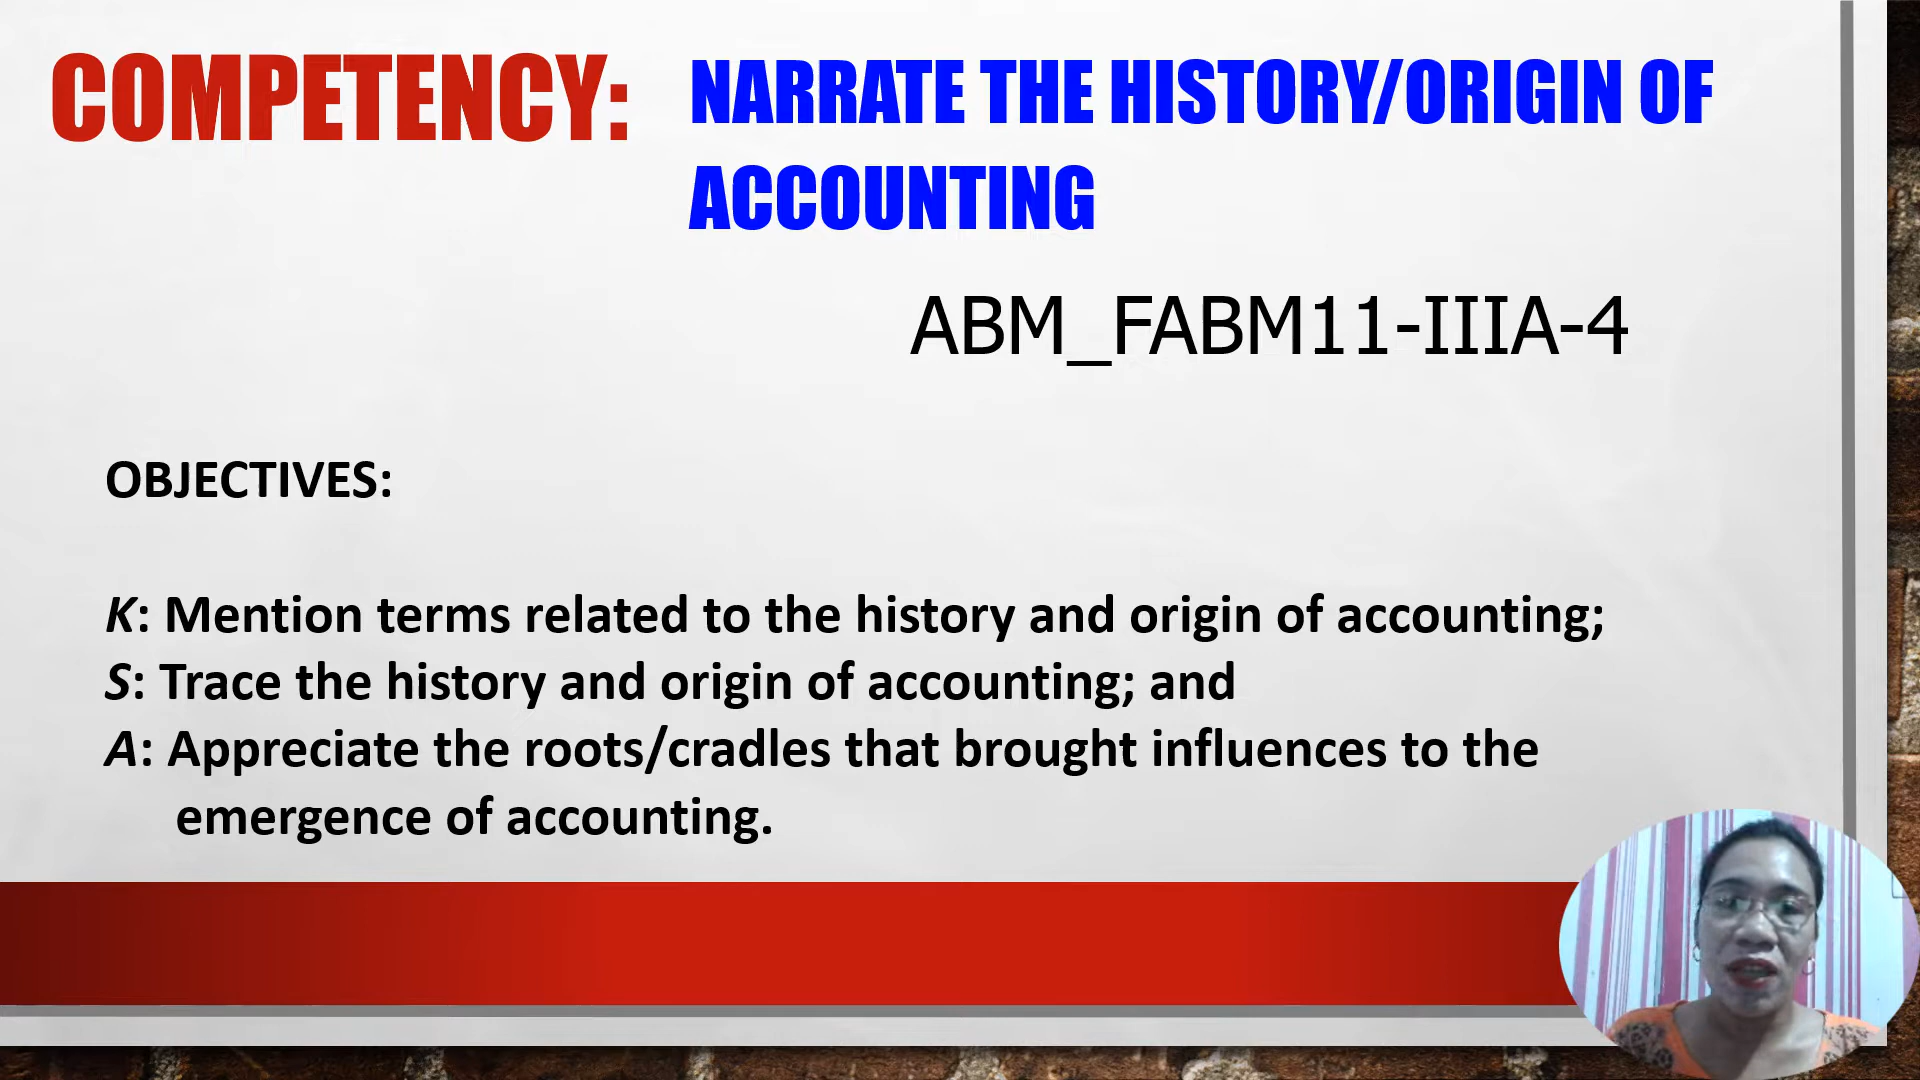 COMPETENCY:
NARRATE THE HISTORY/ORIGIN OF
ACCOUNTING
ABM_FABM11-IIIA-4
OBJECTIVES:
K: Mention terms related to the history and origin of accounting;
S: Trace the history and origin of accounting; and
A: Appreciate the roots/cradles that brought influences to the
emergence of accounting.